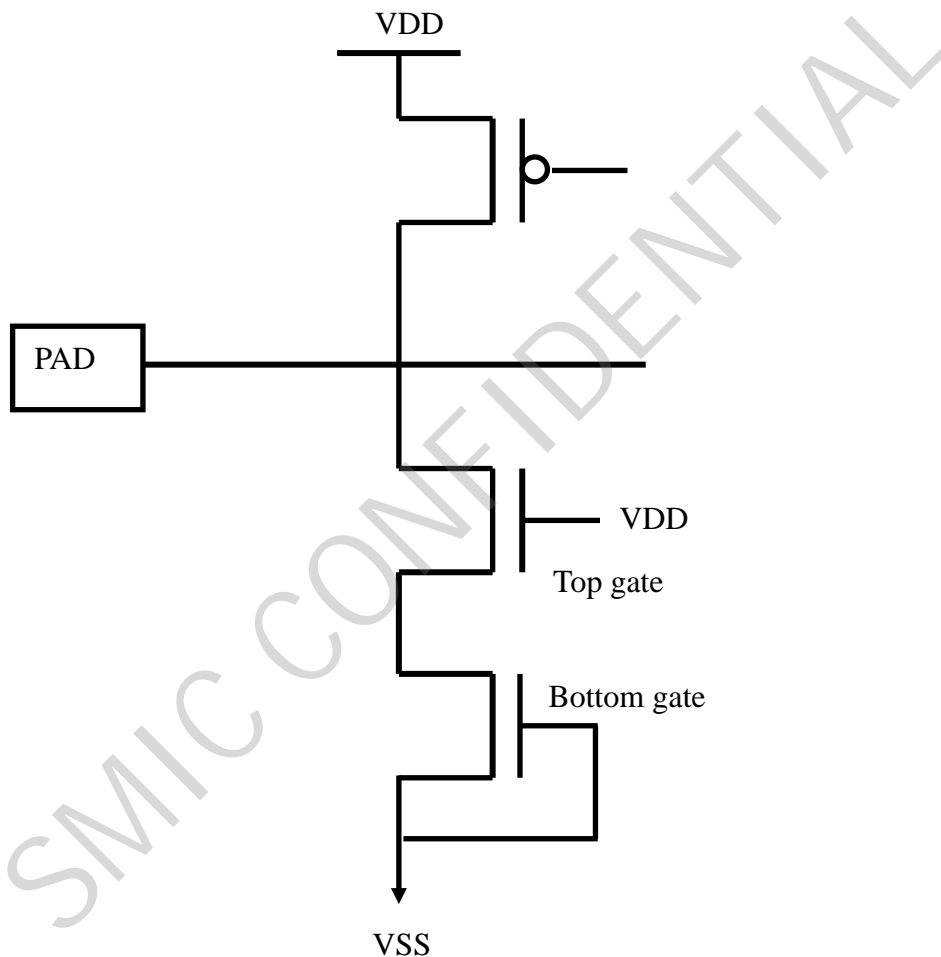 VDD
PAD
VDD
Top gate
Bottom gate
VSS
SMIC CONFIDENTIAL